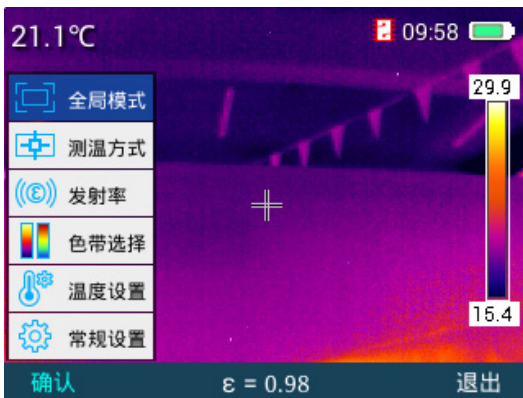 21.1℃
09:58
29.9
全局模式
测温方式
((ε))
发射率
色带选择
温度设置
常规设置
15.4
确认
ε = 0.98
退出